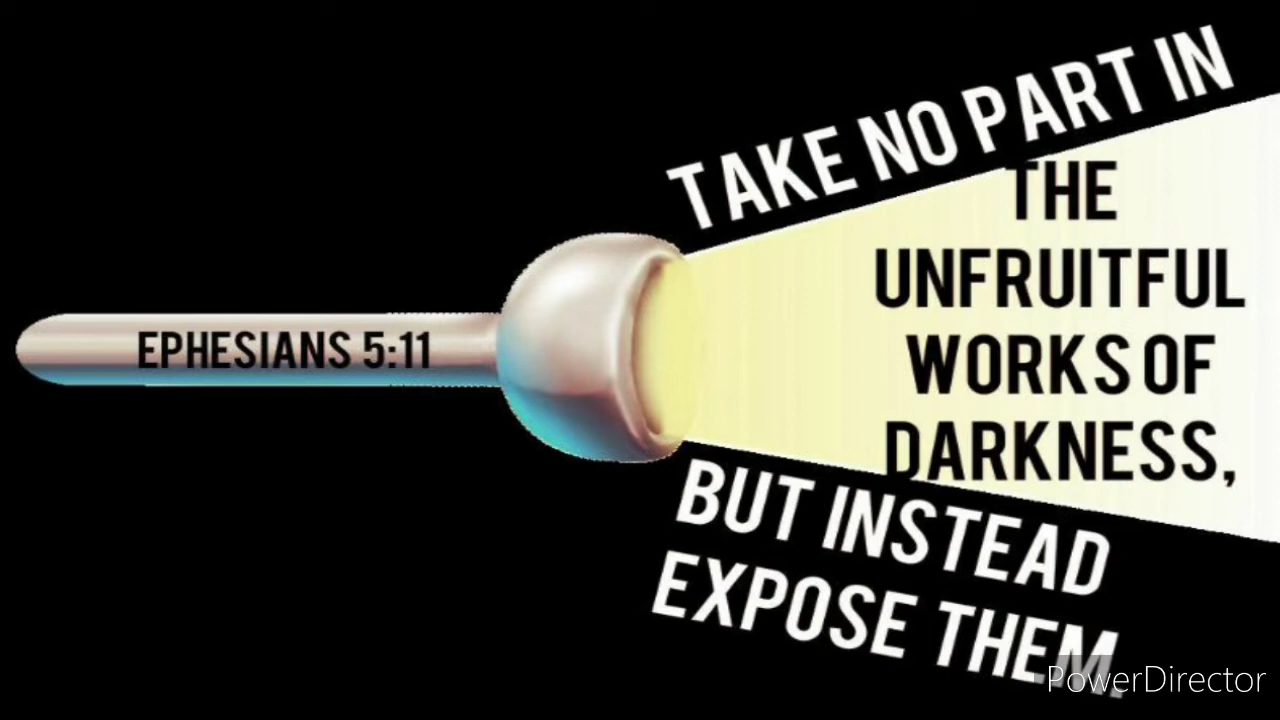 TAKE NO PART IN
THE
UNFRUITFUL
WORKS OF
DARKNESS,
BUT INSTEAD
EXPOSE THEM.
EPHESIANS 5:11
PowerDirector